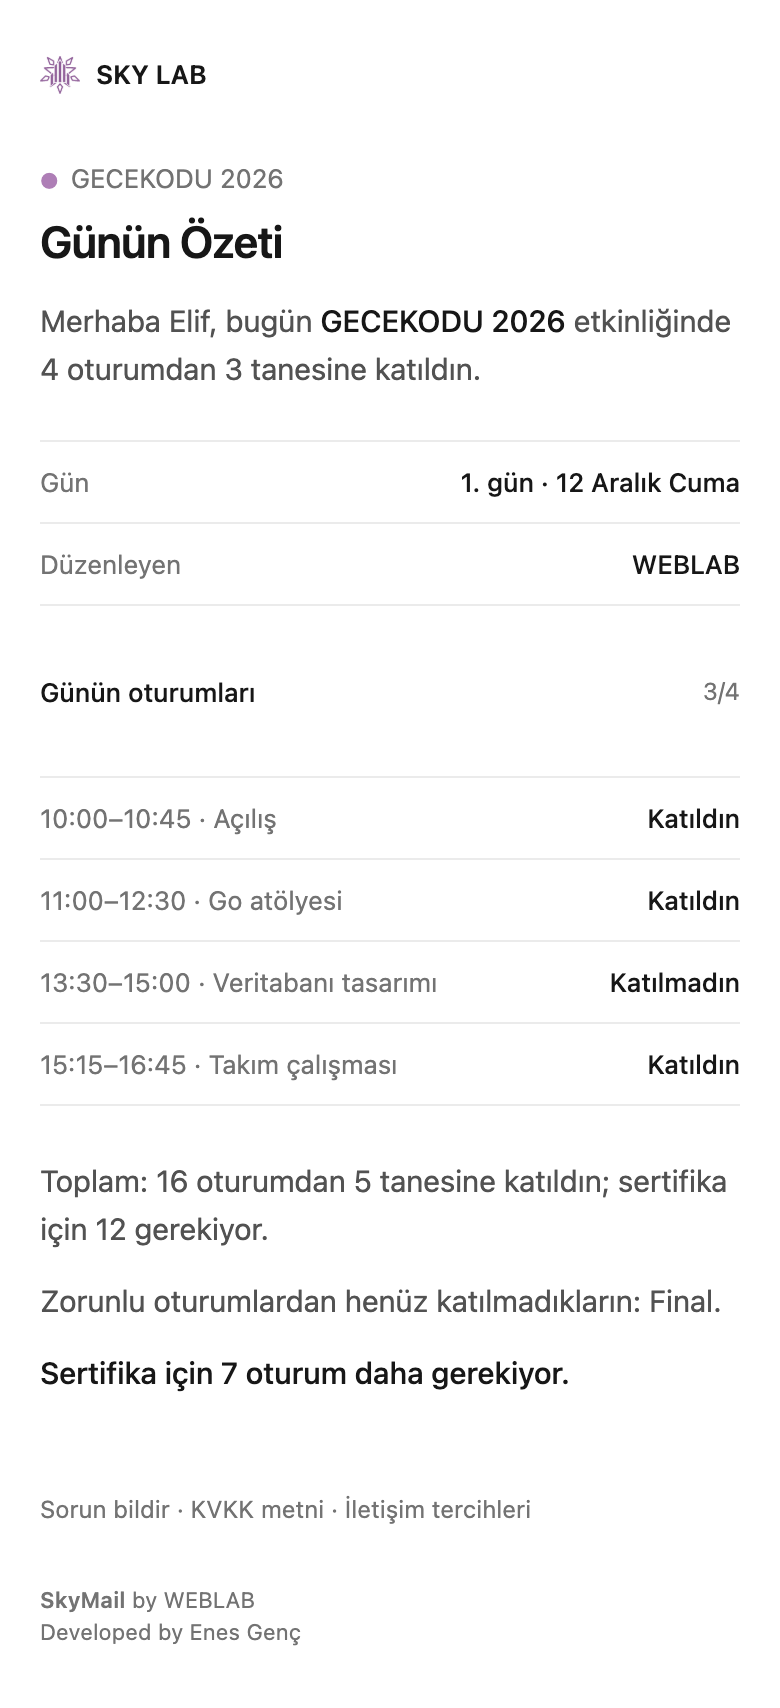 SKY LAB
GECEKODU 2026
Günün Özeti
Merhaba Elif, bugün GECEKODU 2026 etkinliğinde
4 oturumdan 3 tanesine katıldın.
Gün 1. gün · 12 Aralık Cuma
Düzenleyen WEBLAB
Günün oturumları 3/4
10:00–10:45 · Açılış Katıldın
11:00–12:30 · Go atölyesi Katıldın
13:30–15:00 · Veritabanı tasarımı Katılmadın
15:15–16:45 · Takım çalışması Katıldın
Toplam: 16 oturumdan 5 tanesine katıldın; sertifika
için 12 gerekiyor.
Zorunlu oturumlardan henüz katılmadıkların: Final.
Sertifika için 7 oturum daha gerekiyor.
Sorun bildir · KVKK metni · İletişim tercihleri
SkyMail by WEBLAB
Developed by Enes Genç